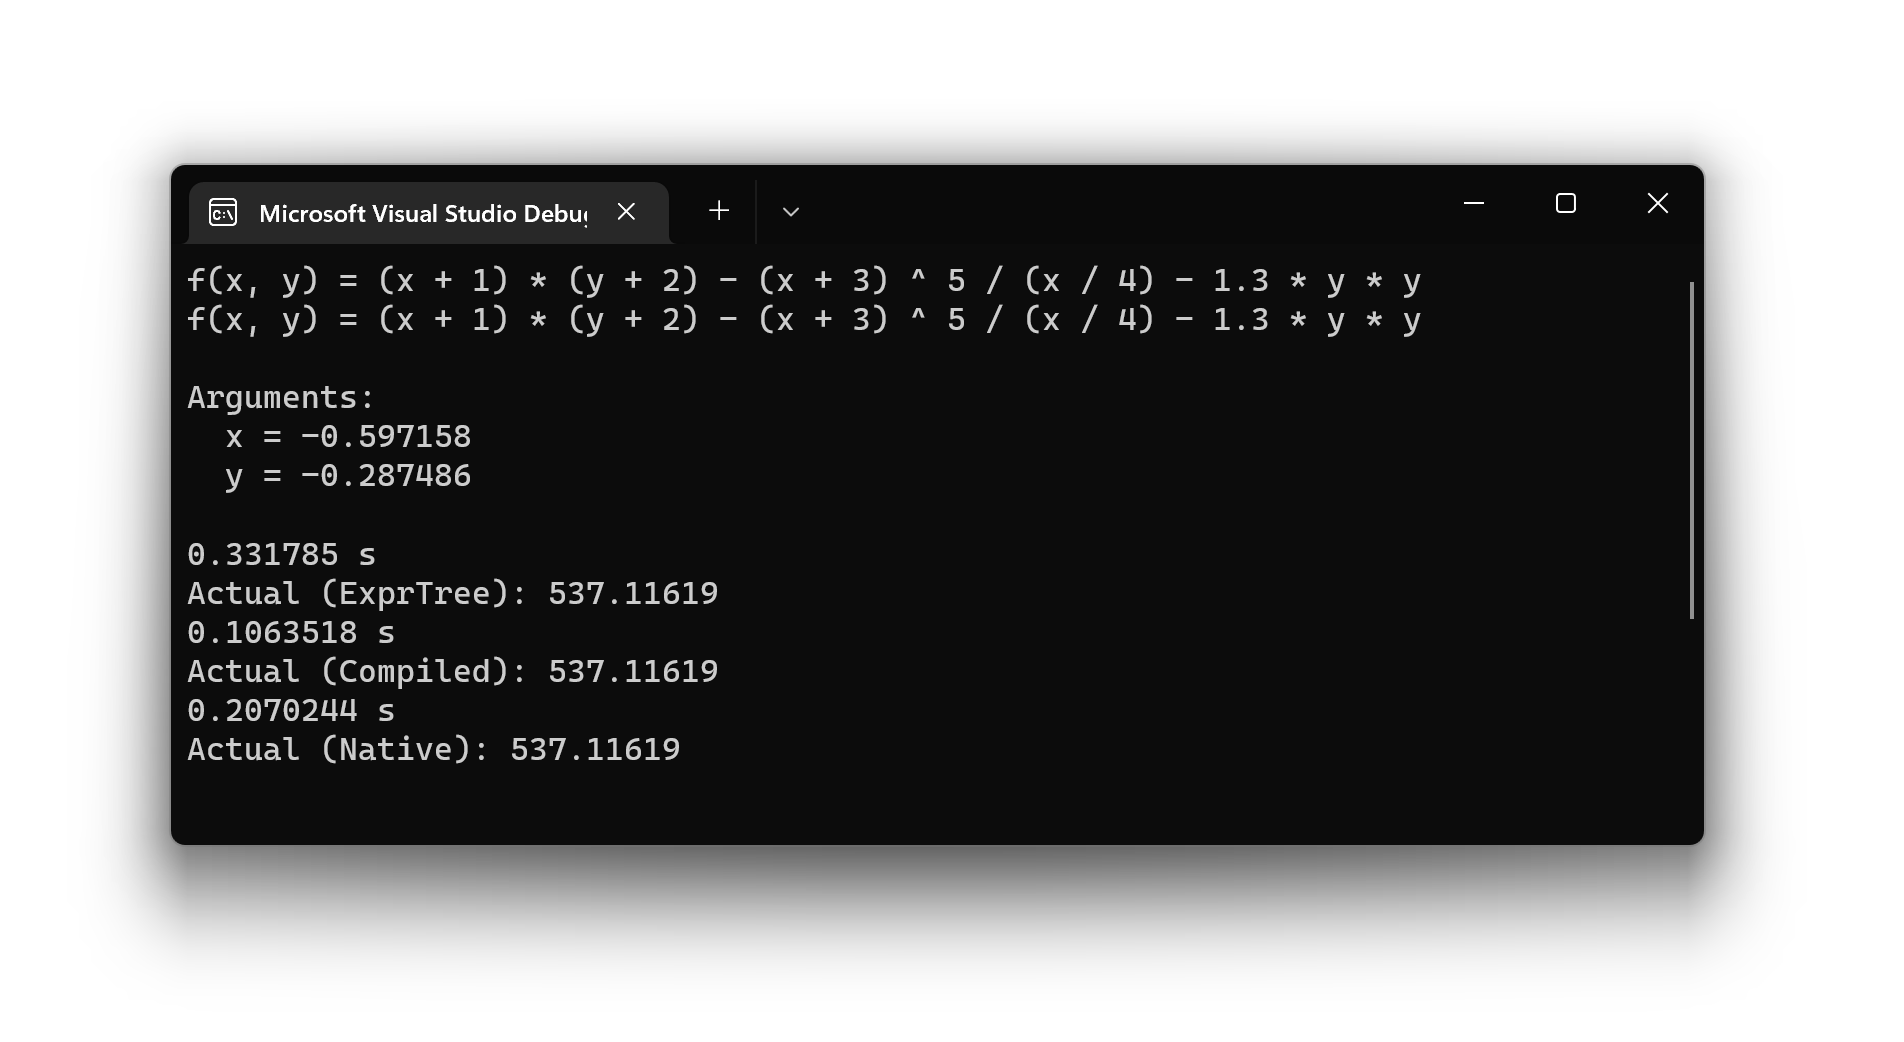 Microsoft Visual Studio Debug
f(x, y) = (x + 1) * (y + 2) - (x + 3) ^ 5 / (x / 4) - 1.3 * y * y
f(x, y) = (x + 1) * (y + 2) - (x + 3) ^ 5 / (x / 4) - 1.3 * y * y
Arguments:
x = -0.597158
y = -0.287486
0.331785 s
Actual (ExprTree): 537.11619
0.1063518 s
Actual (Compiled): 537.11619
0.2070244 s
Actual (Native): 537.11619